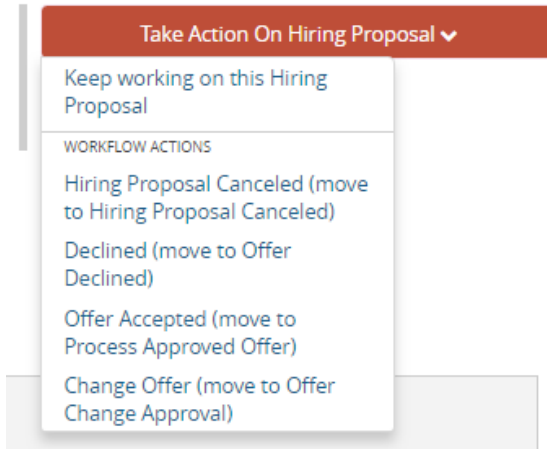 Take Action On Hiring Proposal
Keep working on this Hiring
Proposal
WORKFLOW ACTIONS
Hiring Proposal Canceled (move
to Hiring Proposal Canceled)
Declined (move to Offer
Declined)
Offer Accepted (move to
Process Approved Offer)
Change Offer (move to Offer
Change Approval)